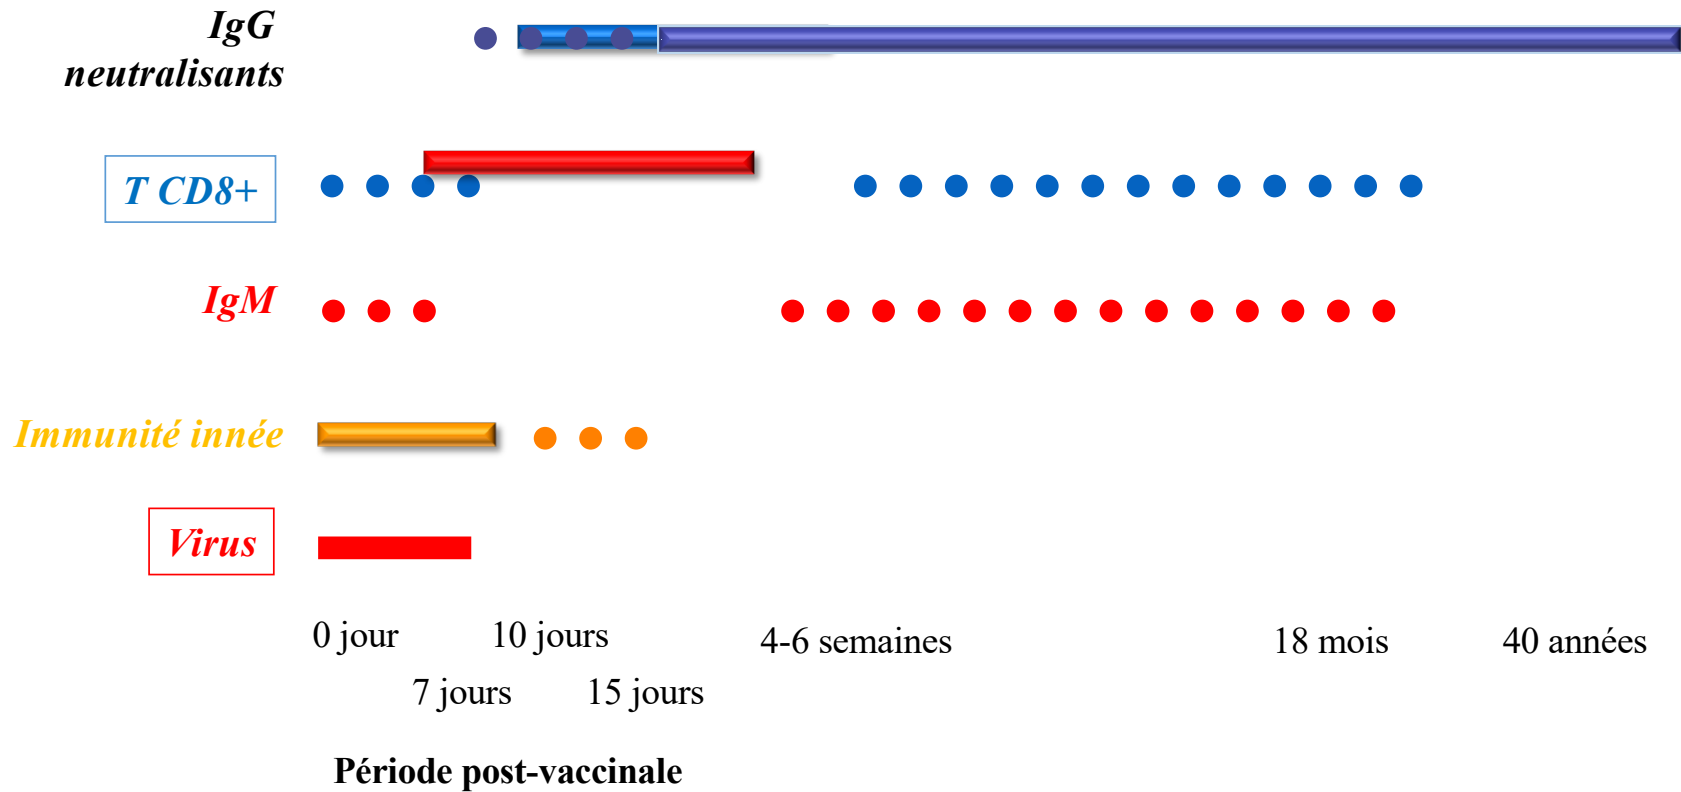 IgG
neutralisants
T CD8+
IgM
Immunité innée
Virus
0 jour
10 jours
4-6 semaines
18 mois
40 années
7 jours
15 jours
Période post-vaccinale